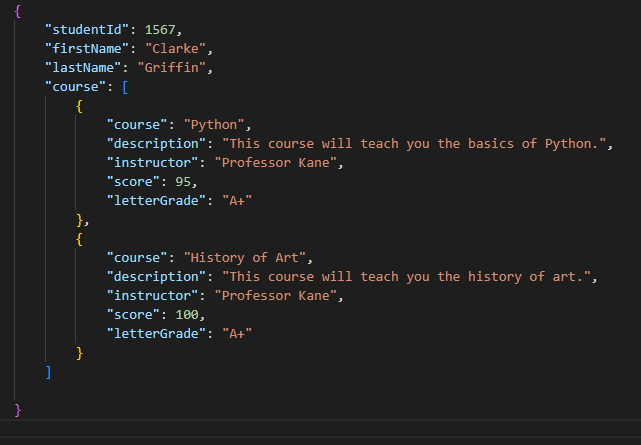 {
    "studentId": 1567,
    "firstName": "Clarke",
    "lastName": "Griffin",
    "course": [
        {
            "course": "Python",
            "description": "This course will teach you the basics of Python.",
            "instructor": "Professor Kane",
            "score": 95,
            "letterGrade": "A+"
        },
        {
            "course": "History of Art",
            "description": "This course will teach you the history of art.",
            "instructor": "Professor Kane",
            "score": 100,
            "letterGrade": "A+"
        }
    ]
}